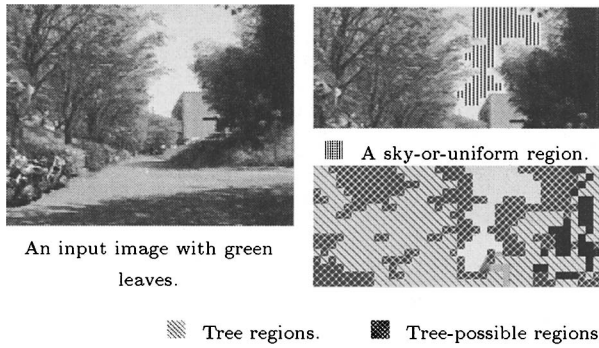 A sky-or-uniform region.
An input image with green
leaves.
Tree regions.
Tree-possible regions